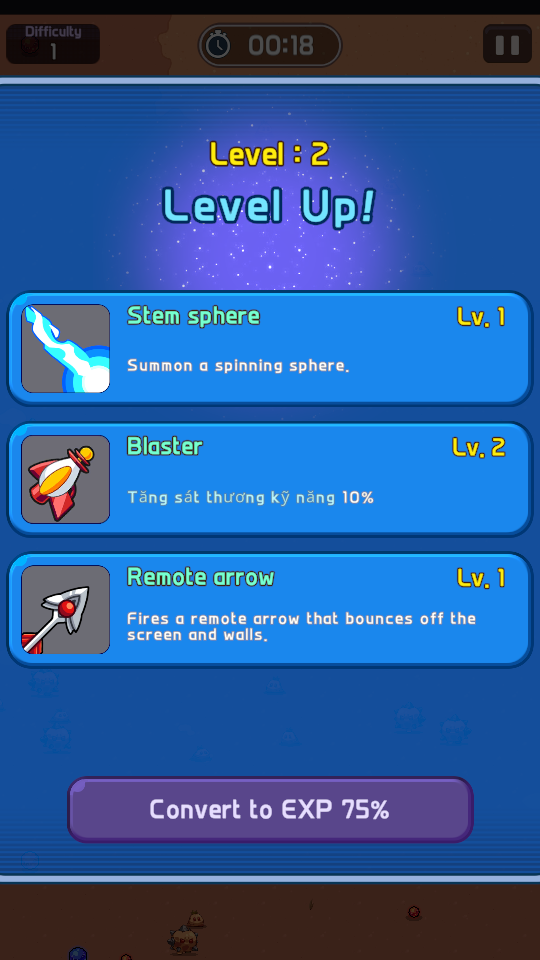 Difficulty
1
00:18
Level : 2
Level Up!
Stem sphere
Lv. 1
Summon a spinning sphere.
Blaster
Lv. 2
Tăng sát thương kỹ năng 10%
Remote arrow
Lv. 1
Fires a remote arrow that bounces off the
screen and walls.
Convert to EXP 75%